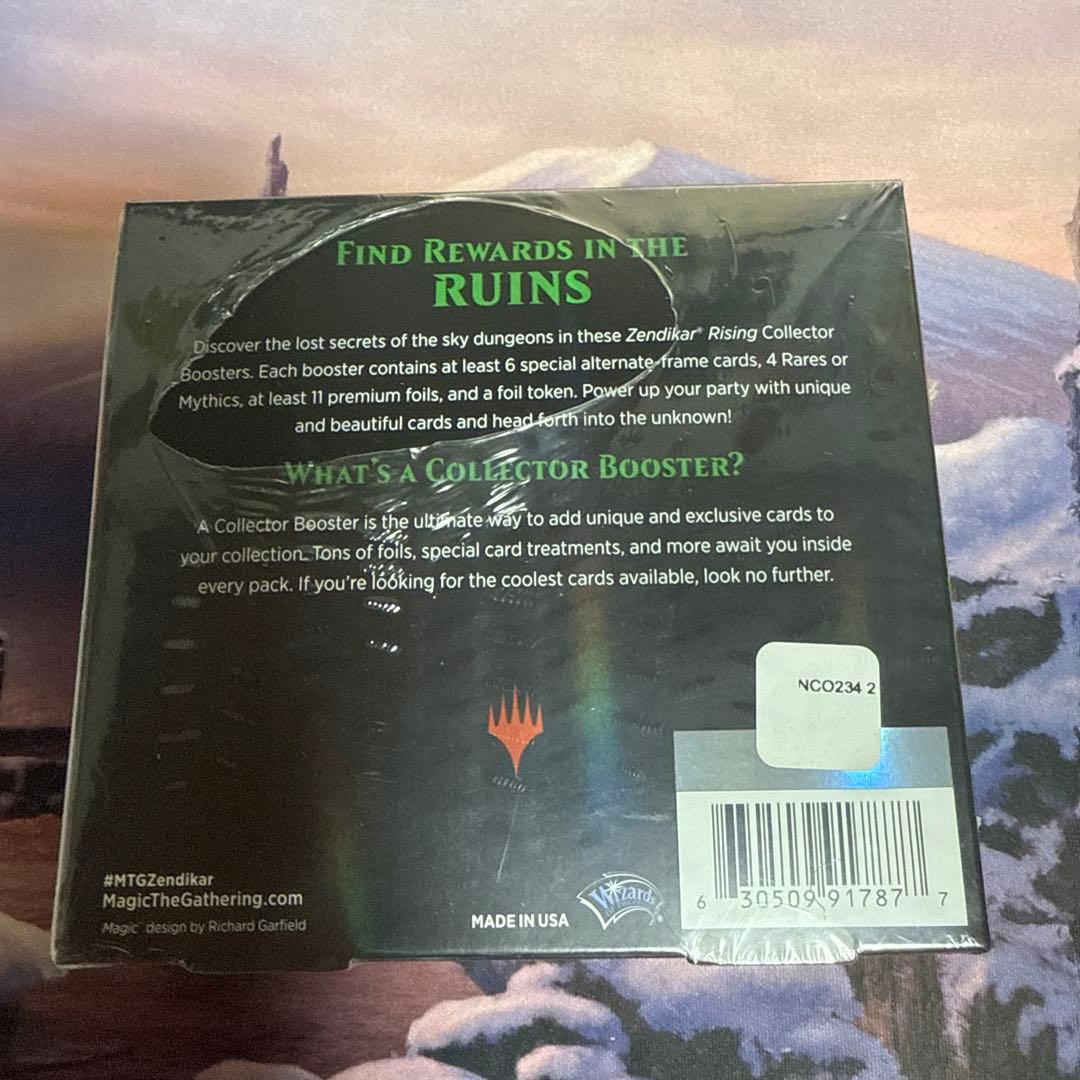 FIND REWARDS IN THE
RUINS
Discover the lost secrets of the sky dungeons in these Zendikar® Rising Collector
Boosters. Each booster contains at least 6 special alternate-frame cards, 4 Rares or
Mythics, at least 11 premium foils, and a foil token. Power up your party with unique
and beautiful cards and head forth into the unknown!
WHAT'S A COLLECTOR BOOSTER?
A Collector Booster is the ultimate way to add unique and exclusive cards to
your collection. Tons of foils, special card treatments, and more await you inside
every pack. If you're looking for the coolest cards available, look no further.
NCO234 2
#MTGZendikar
MagicTheGathering.com
Magic design by Richard Garfield
MADE IN USA
Wizards
6 30509 91787 7